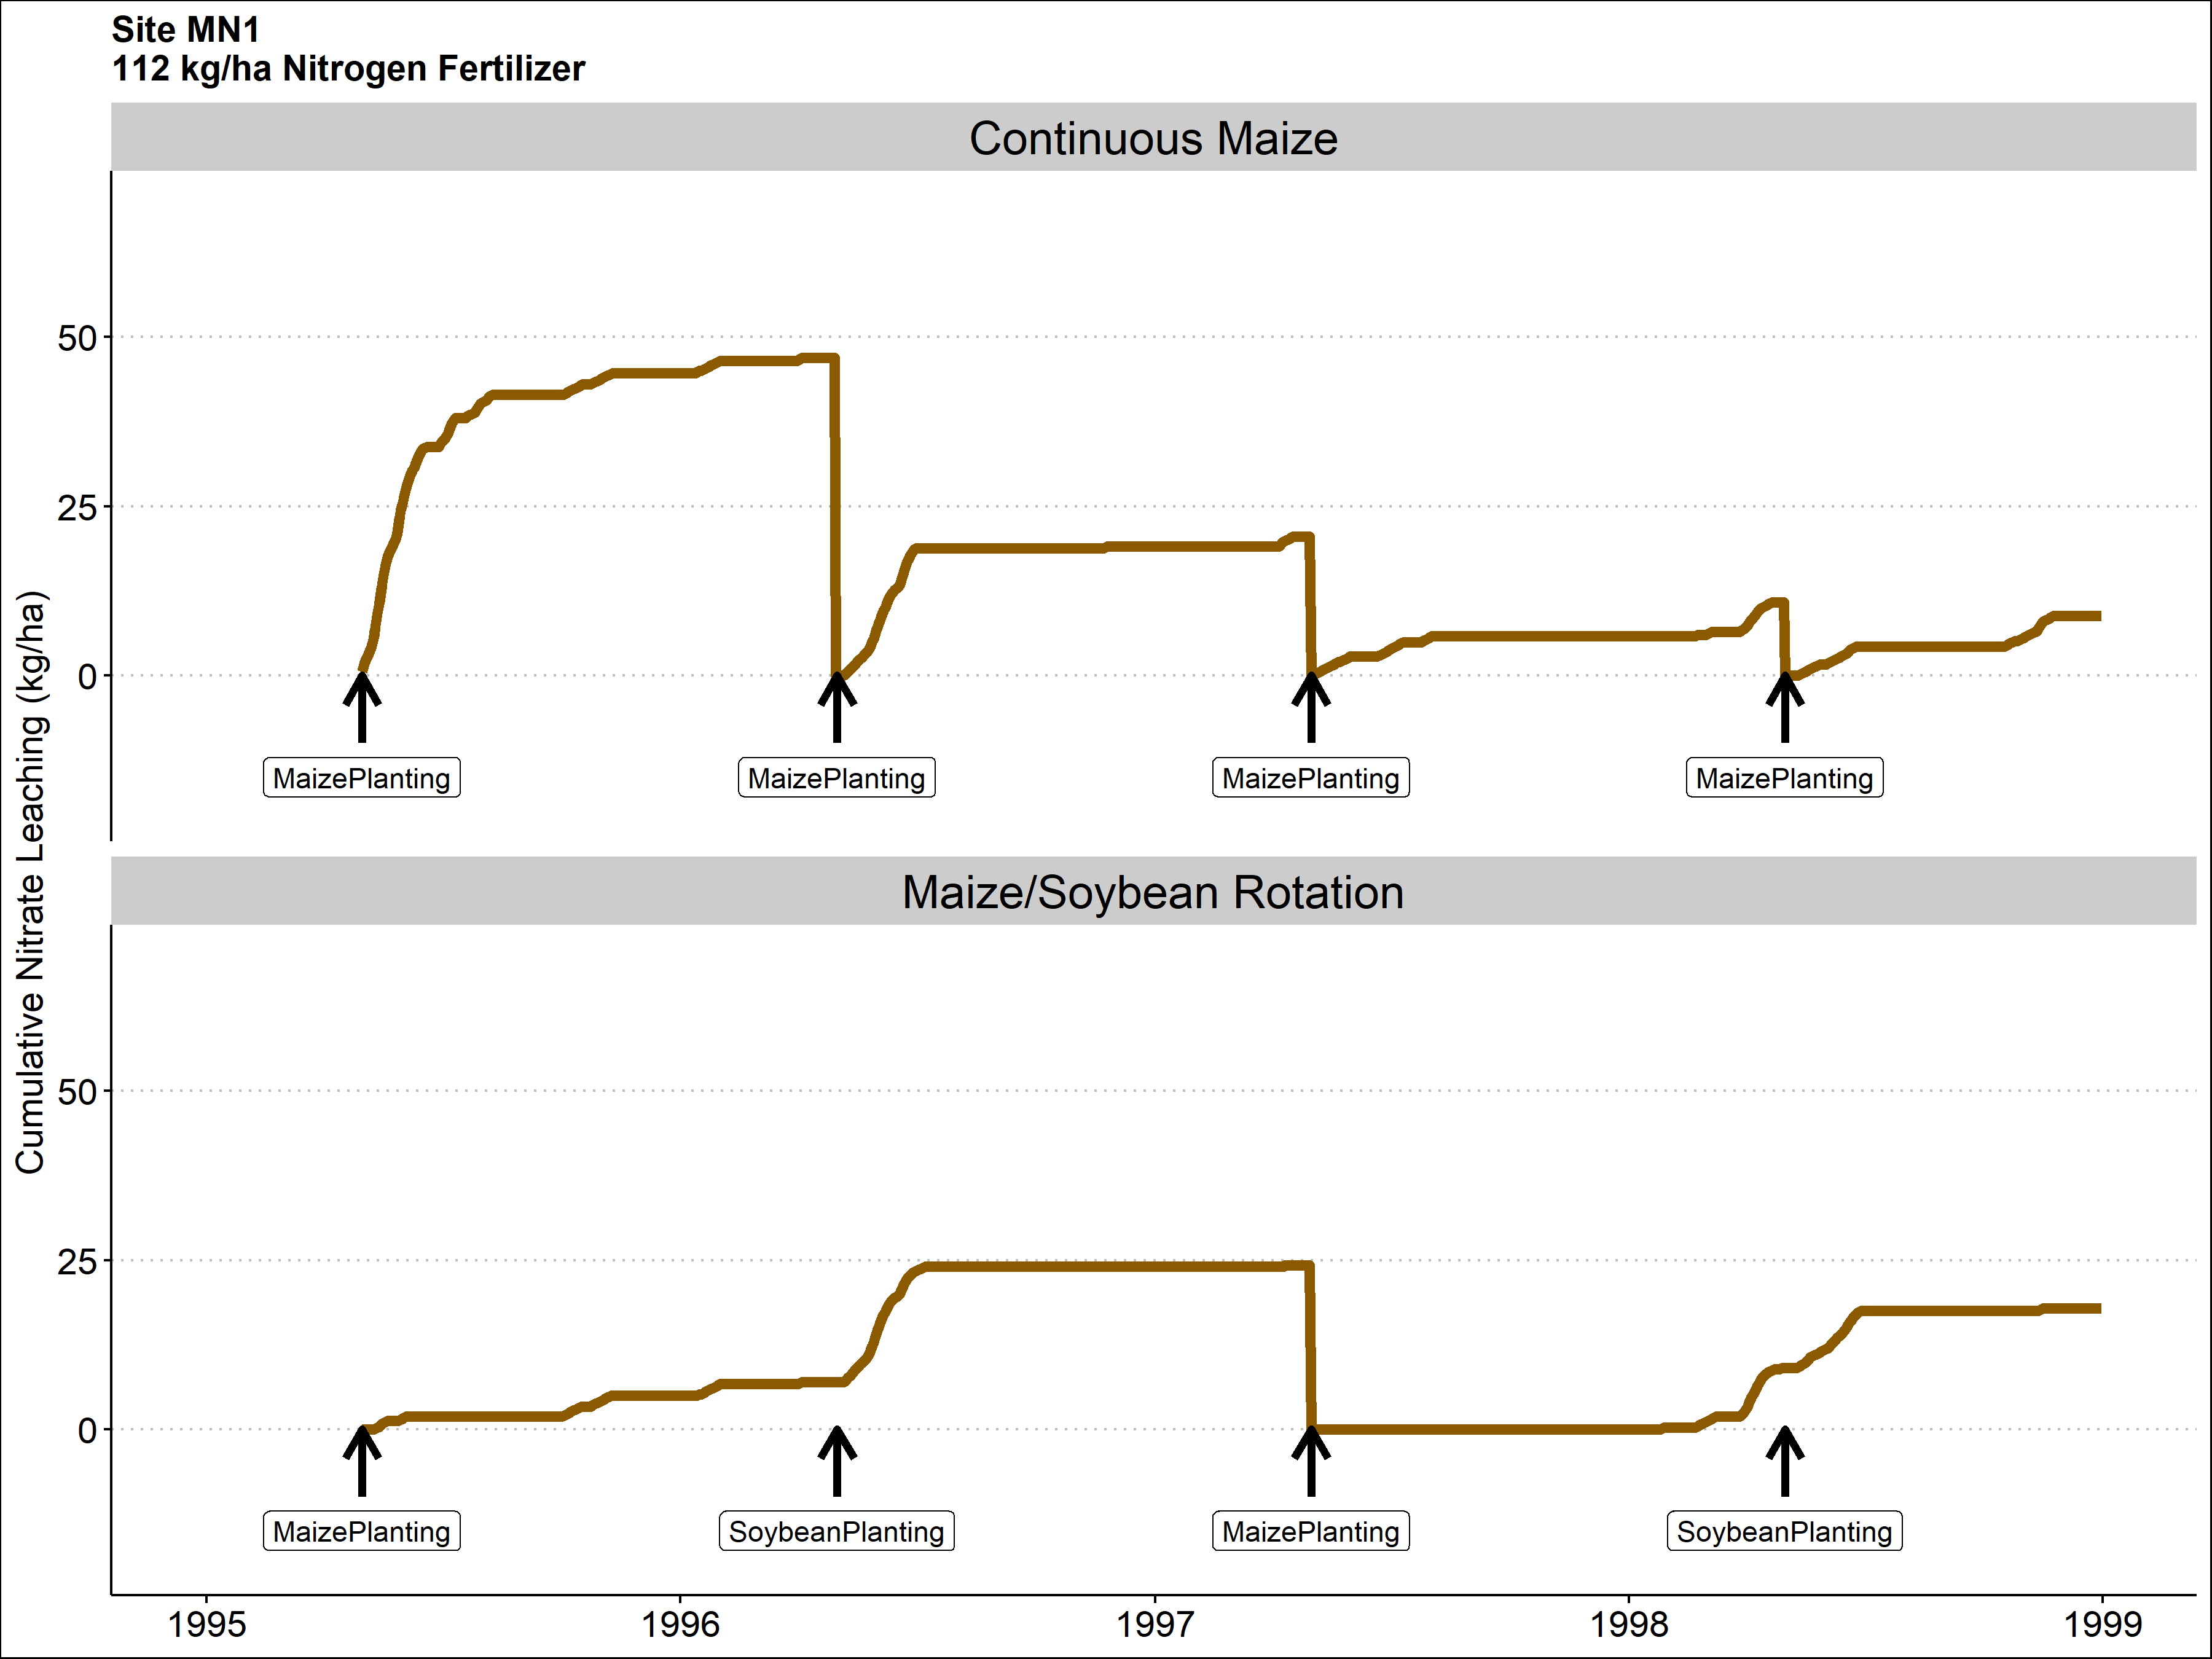 Site MN1
112 kg/ha Nitrogen Fertilizer
Continuous Maize
50
25
0
MaizePlanting MaizePlanting MaizePlanting MaizePlanting
Cumulative Nitrate Leaching (kg/ha)
Maize/Soybean Rotation
50
25
0
MaizePlanting SoybeanPlanting MaizePlanting SoybeanPlanting
1995 1996 1997 1998 1999